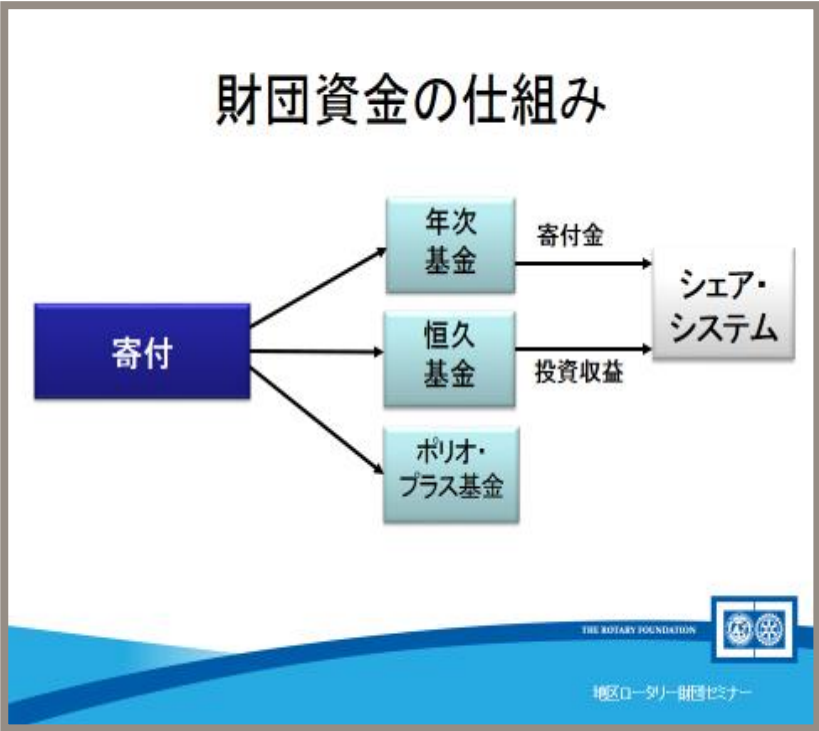 財団資金の仕組み
年次
基金
寄付金
シェア・
システム
寄付
恒久
基金
投資収益
ポリオ・
プラス基金
THE ROTARY FOUNDATION
地区ロータリー財団セミナー